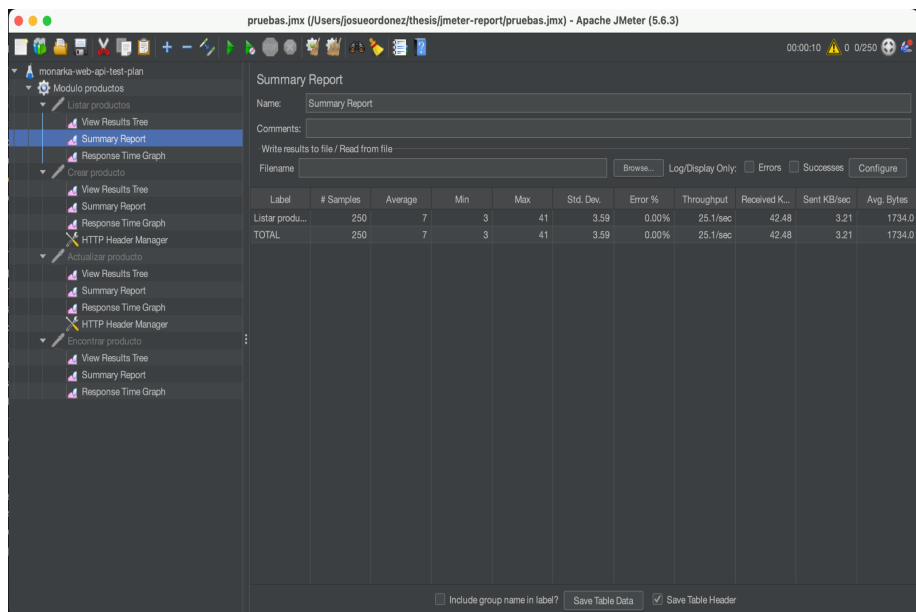 pruebas.jmx (/Users/josueordonez/thesis/jmeter-report/pruebas.jmx) - Apache JMeter (5.6.3)
00:00:10 0 0/250
monarka-web-api-test-plan
Modulo productos
Listar productos
View Results Tree
Summary Report
Response Time Graph
Crear producto
View Results Tree
Summary Report
Response Time Graph
HTTP Header Manager
Actualizar producto
View Results Tree
Summary Report
Response Time Graph
HTTP Header Manager
Encontrar producto
View Results Tree
Summary Report
Response Time Graph
Summary Report
Name: Summary Report
Comments:
Write results to file / Read from file
Filename Browse... Log/Display Only: Errors Successes Configure
Label # Samples Average Min Max Std. Dev. Error % Throughput Received K... Sent KB/sec Avg. Bytes
Listar produ... 250 7 3 41 3.59 0.00% 25.1/sec 42.48 3.21 1734.0
TOTAL 250 7 3 41 3.59 0.00% 25.1/sec 42.48 3.21 1734.0
Include group name in label? Save Table Data Save Table Header